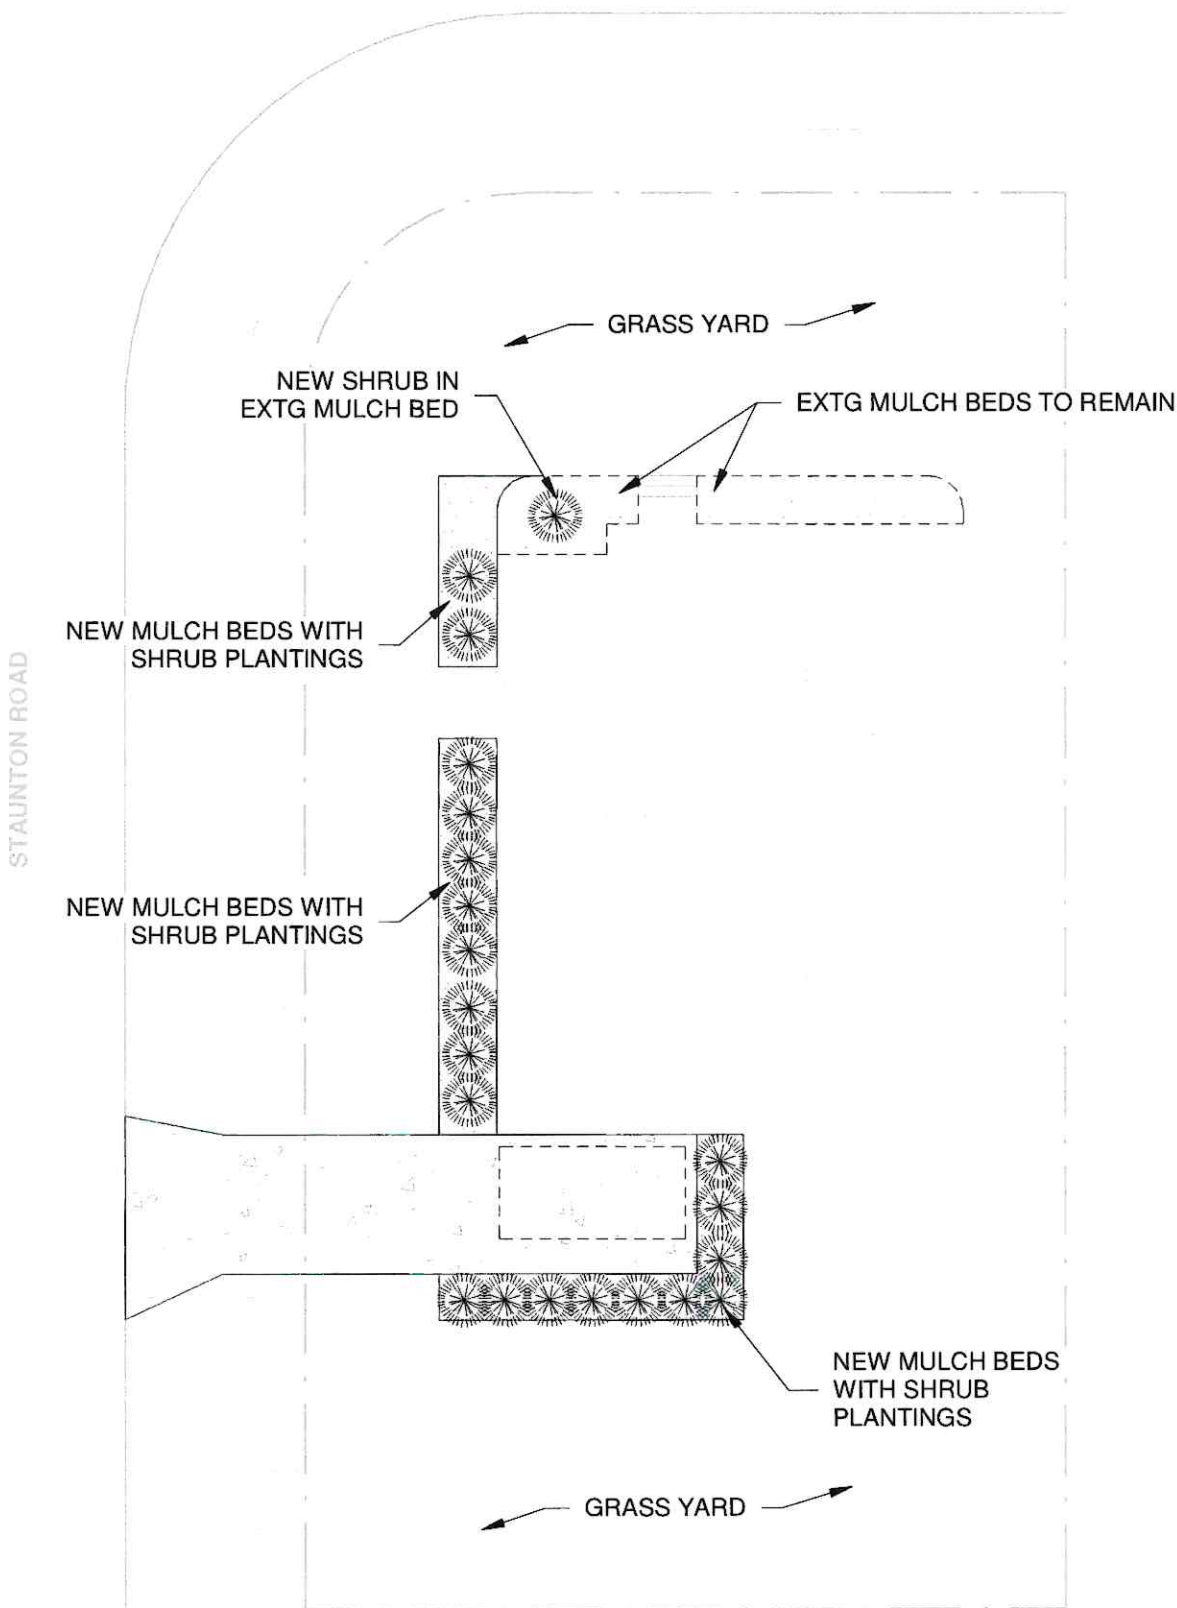 GRASS YARD
NEW SHRUB IN
EXTG MULCH BED
EXTG MULCH BEDS TO REMAIN
NEW MULCH BEDS WITH
SHRUB PLANTINGS
STAUNTON ROAD
NEW MULCH BEDS WITH
SHRUB PLANTINGS
NEW MULCH BEDS
WITH SHRUB
PLANTINGS
GRASS YARD